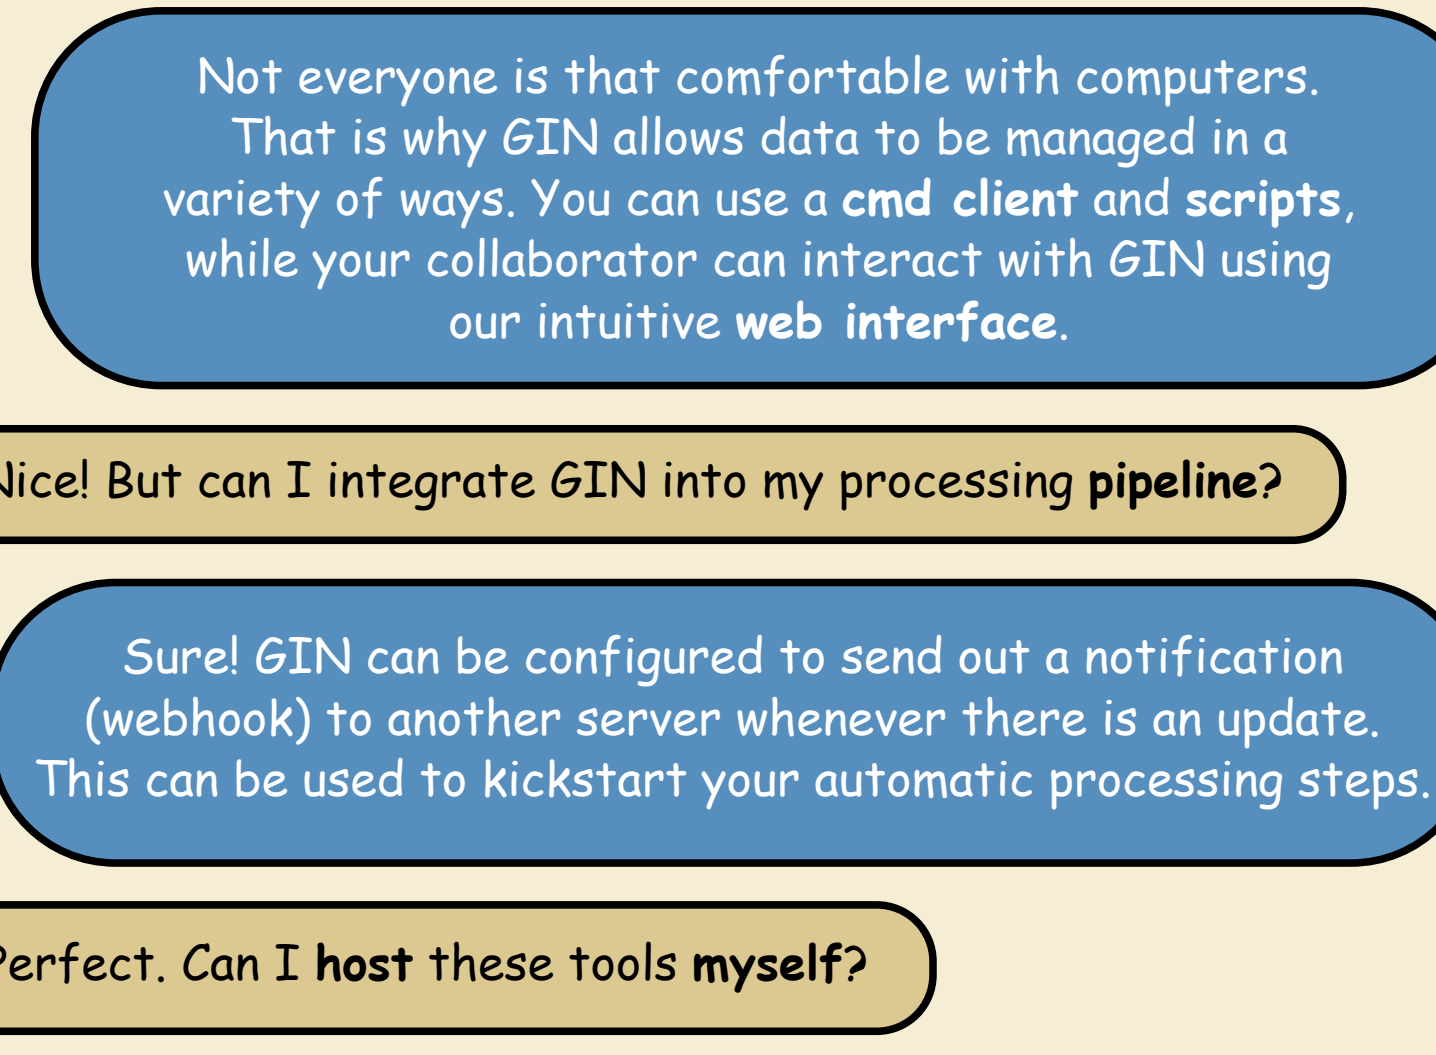 Not everyone is that comfortable with computers.
That is why GIN allows data to be managed in a
variety of ways. You can use a cmd client and scripts,
while your collaborator can interact with GIN using
our intuitive web interface.
Nice! But can I integrate GIN into my processing pipeline?
Sure! GIN can be configured to send out a notification
(webhook) to another server whenever there is an update.
This can be used to kickstart your automatic processing steps.
Perfect. Can I host these tools myself?